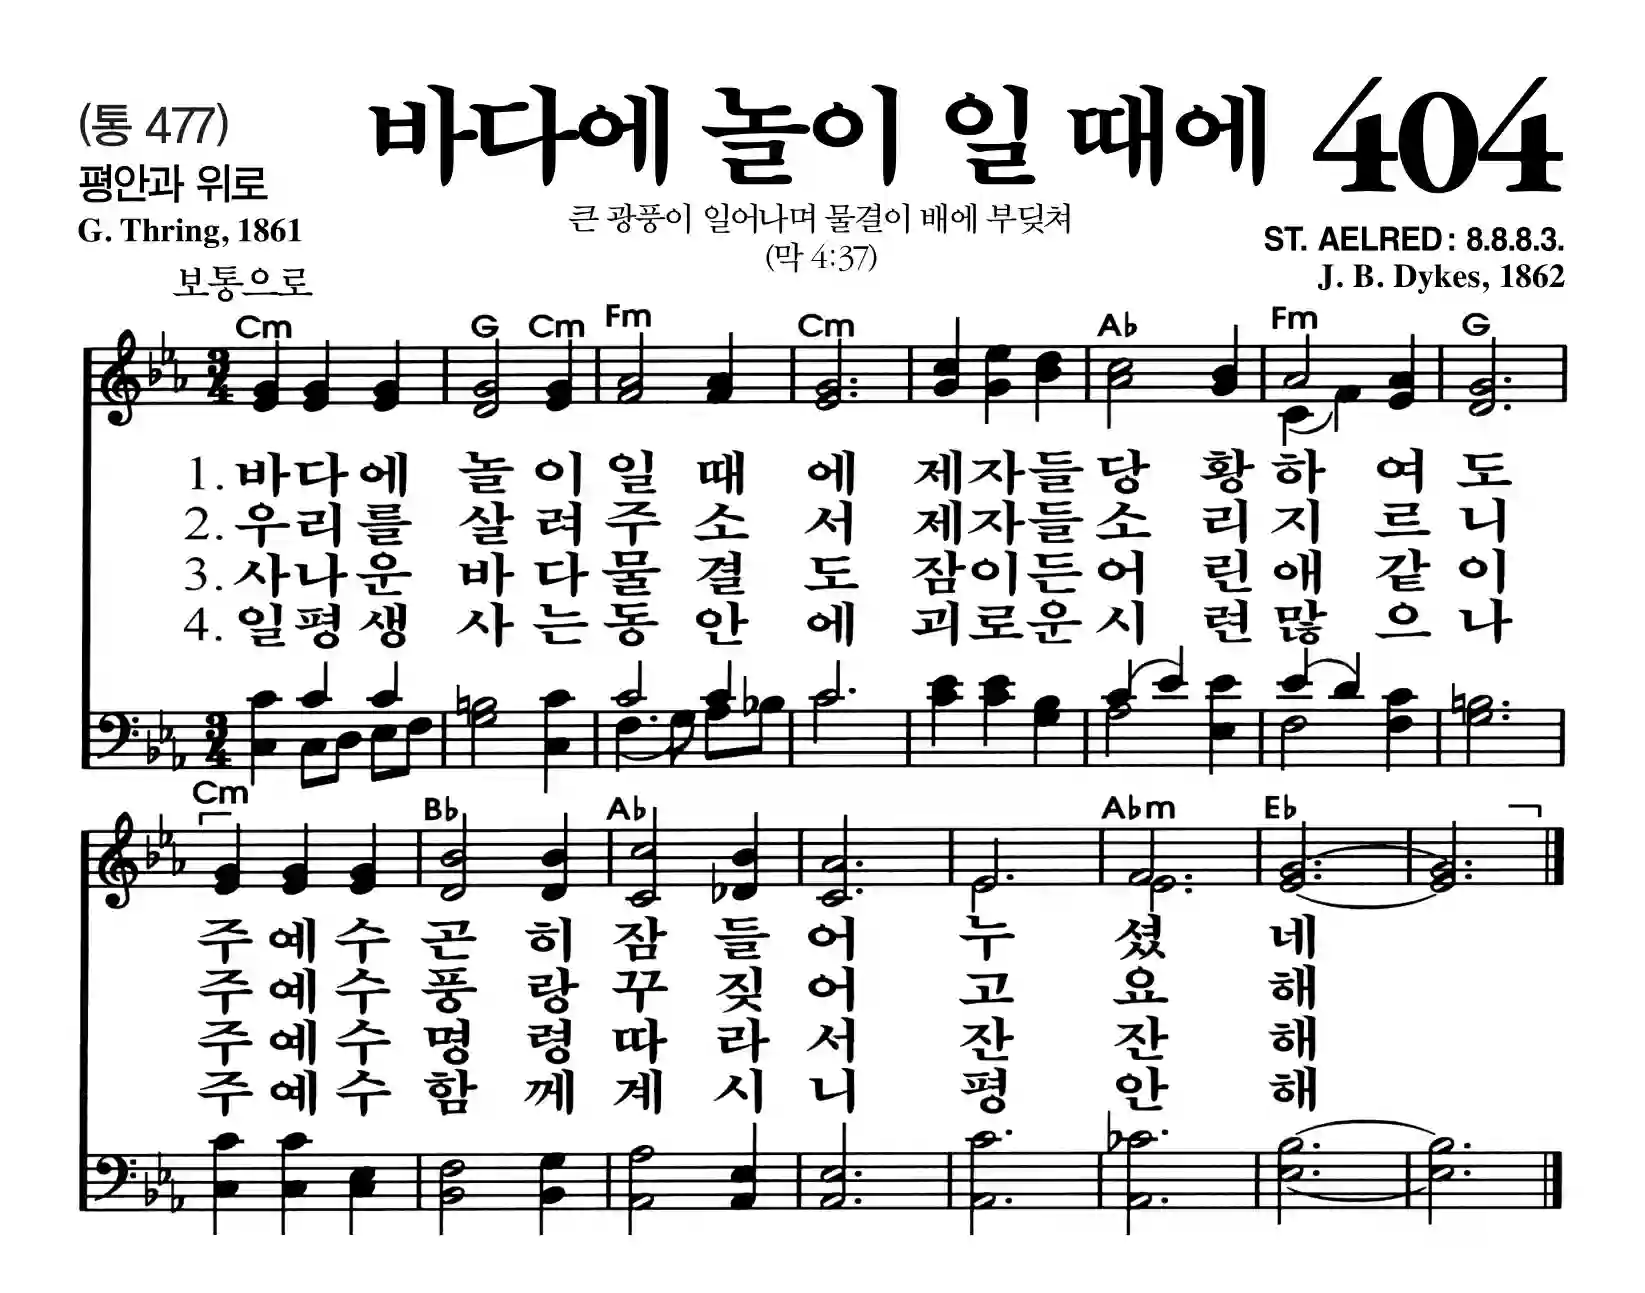 (통 477)
바다에 놀이 일 때에 404
평안과 위로
G. Thring, 1861
큰 광풍이 일어나며 물결이 배에 부딪쳐
(막 4:37)
ST. AELRED: 8.8.8.3.
J. B. Dykes, 1862
보통으로
Cm G Cm Fm Cm A♭ Fm G
3/4
1. 바다에 놀이일 때 에 제자들당 황하 여도
2. 우리를 살려주 소 서 제자들소 리지 르니
3. 사나운 바다물 결 도 잠이든어 린애 같이
4. 일평생 사는동 안 에 괴로운시 련많 으나
3/4
Cm B♭ A♭ A♭m E♭
주예수 곤 히 잠 들 어 누 셨 네
주예수 풍 랑 꾸 짖 어 고 요 해
주예수 명 령 따 라 서 잔 잔 해
주예수 함 께 계 시 니 평 안 해